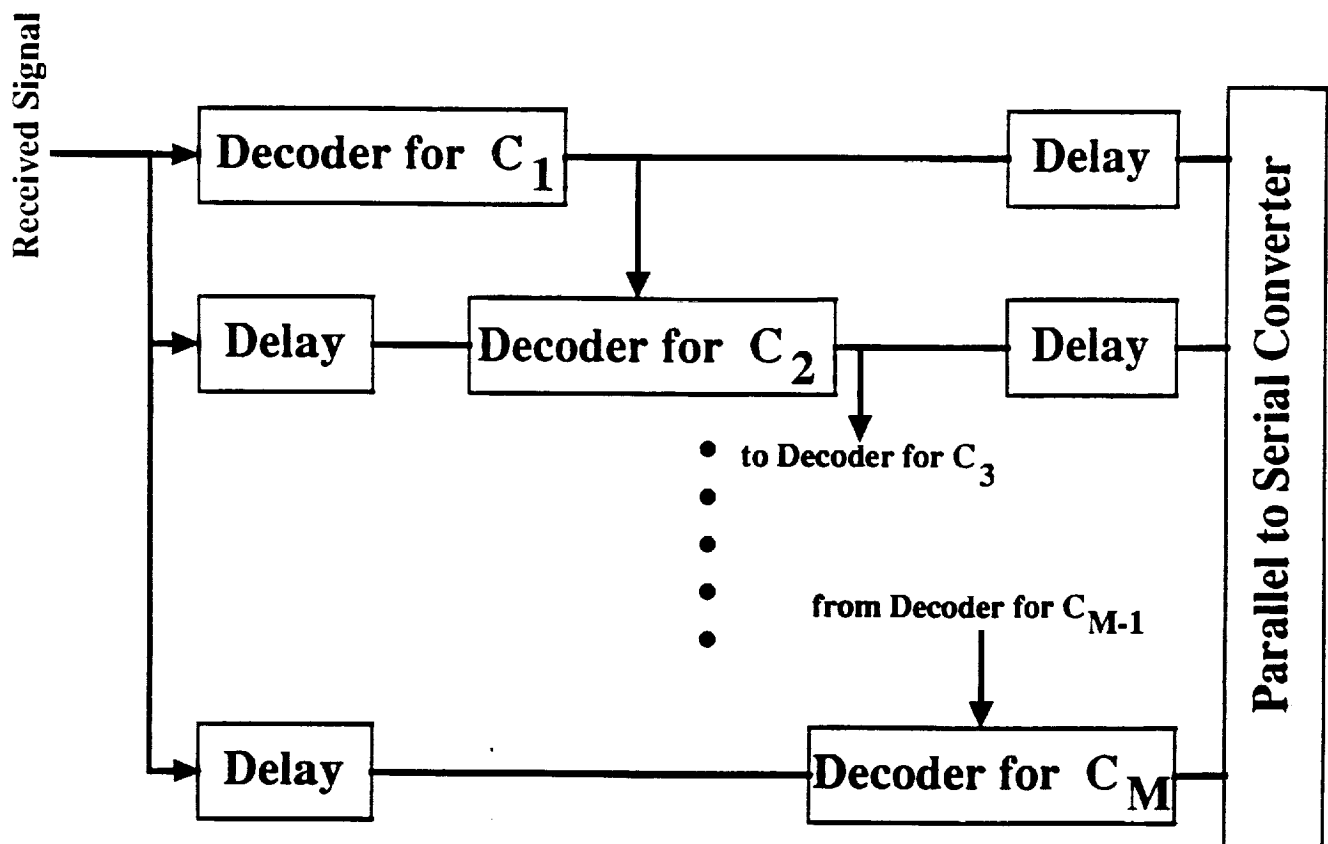 Received Signal
Decoder for C1
Delay
Delay
Decoder for C2
Delay
to Decoder for C3
from Decoder for CM-1
Delay
Decoder for CM
Parallel to Serial Converter